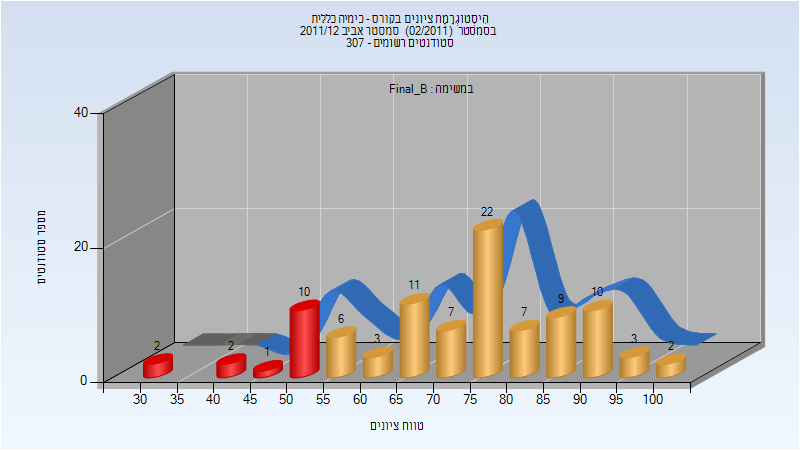 היסטוגרמת ציונים בקורס - כימיה כללית
בסמסטר (02/2011) סמסטר אביב 2011/12
סטודנטים רשומים - 307
במשימה : Final_B
מספר סטודנטים
40
20
0
2
2
1
10
6
3
11
7
22
7
9
10
3
2
30 35 40 45 50 55 60 65 70 75 80 85 90 95 100
טווח ציונים